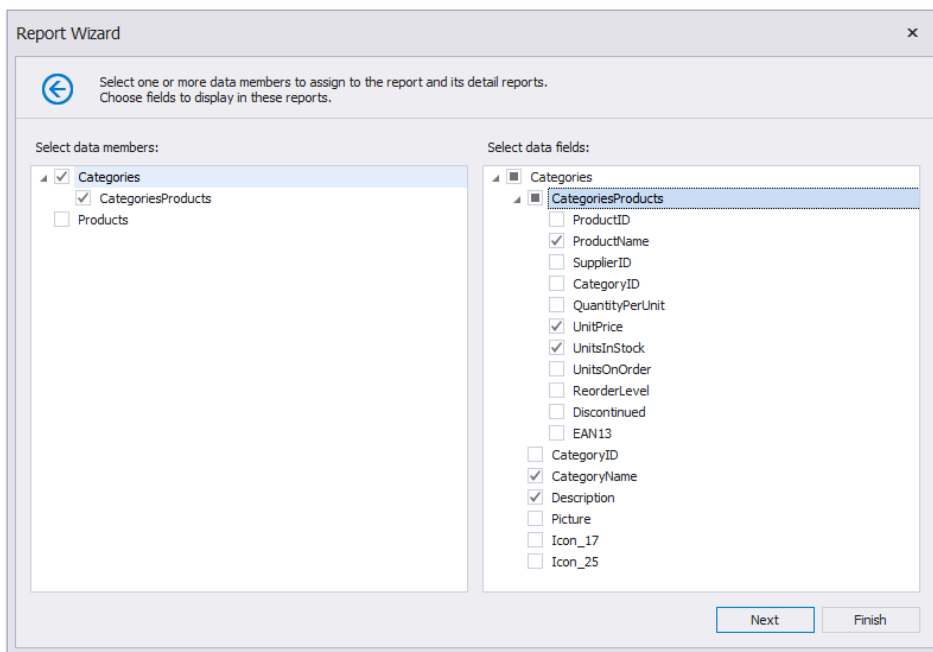 Report Wizard
Select one or more data members to assign to the report and its detail reports.
Choose fields to display in these reports.
Select data members:
Categories
CategoriesProducts
Products
Select data fields:
Categories
CategoriesProducts
ProductID
ProductName
SupplierID
CategoryID
QuantityPerUnit
UnitPrice
UnitsInStock
UnitsOnOrder
ReorderLevel
Discontinued
EAN13
CategoryID
CategoryName
Description
Picture
Icon_17
Icon_25
Next
Finish